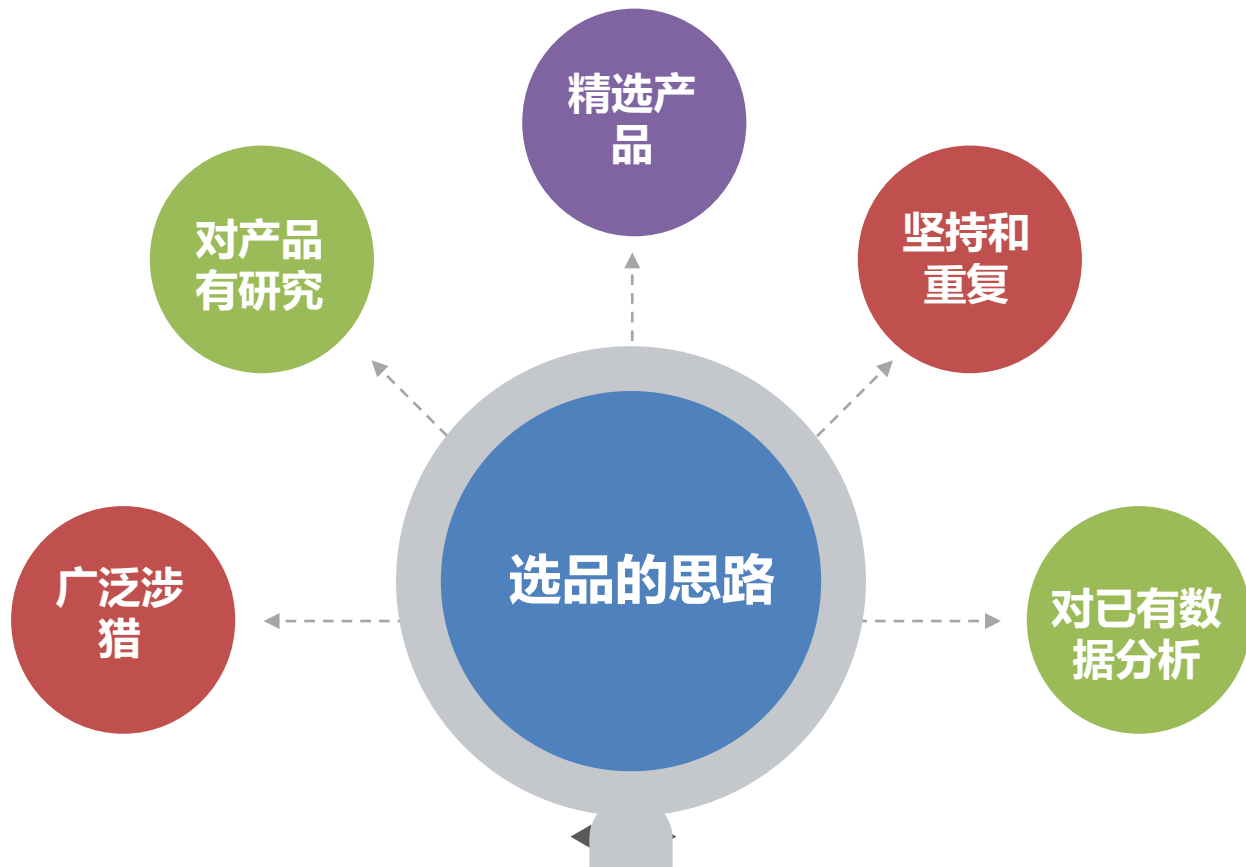 精选产
品
对产品
有研究
坚持和
重复
选品的思路
广泛涉
猎
对已有数
据分析